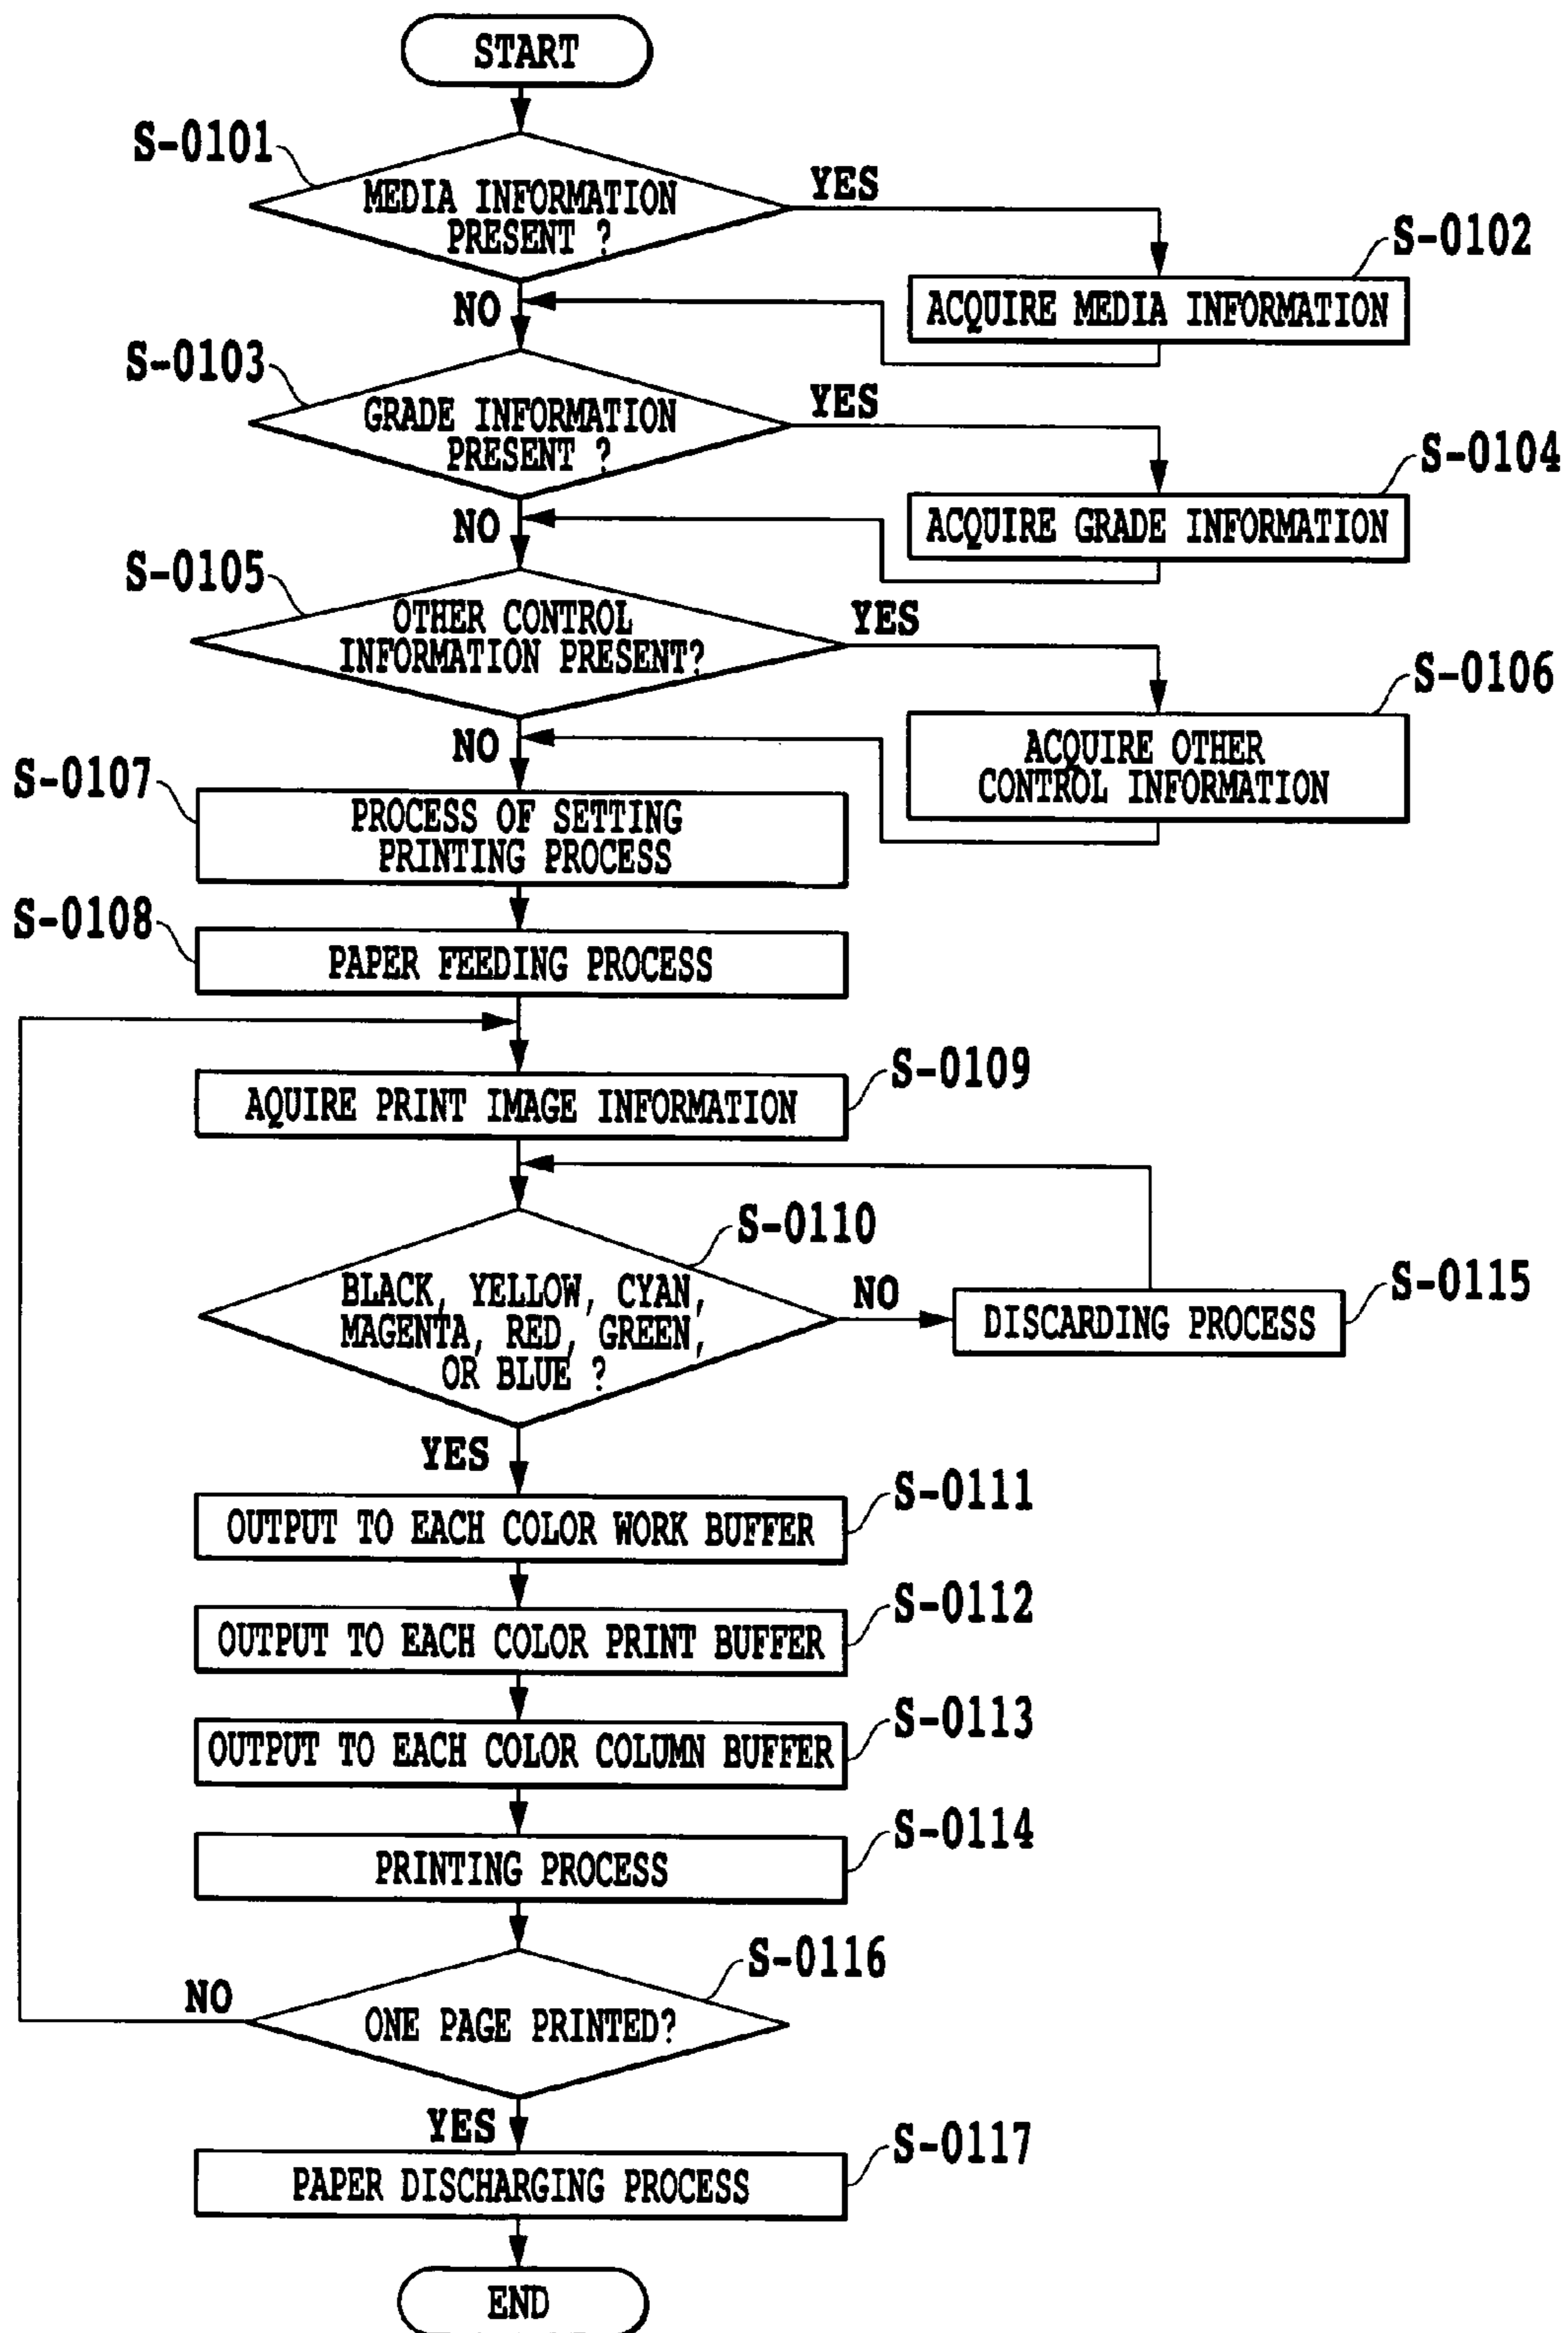 START
S-0101
MEDIA INFORMATION
PRESENT ?
YES
S-0102
ACQUIRE MEDIA INFORMATION
NO
S-0103
GRADE INFORMATION
PRESENT ?
YES
S-0104
ACQUIRE GRADE INFORMATION
NO
S-0105
OTHER CONTROL
INFORMATION PRESENT?
YES
S-0106
ACQUIRE OTHER
CONTROL INFORMATION
NO
S-0107
PROCESS OF SETTING
PRINTING PROCESS
S-0108
PAPER FEEDING PROCESS
S-0109
AQUIRE PRINT IMAGE INFORMATION
S-0110
BLACK, YELLOW, CYAN,
MAGENTA, RED, GREEN,
OR BLUE ?
NO
S-0115
DISCARDING PROCESS
YES
S-0111
OUTPUT TO EACH COLOR WORK BUFFER
S-0112
OUTPUT TO EACH COLOR PRINT BUFFER
S-0113
OUTPUT TO EACH COLOR COLUMN BUFFER
S-0114
PRINTING PROCESS
S-0116
NO
ONE PAGE PRINTED?
YES
S-0117
PAPER DISCHARGING PROCESS
END